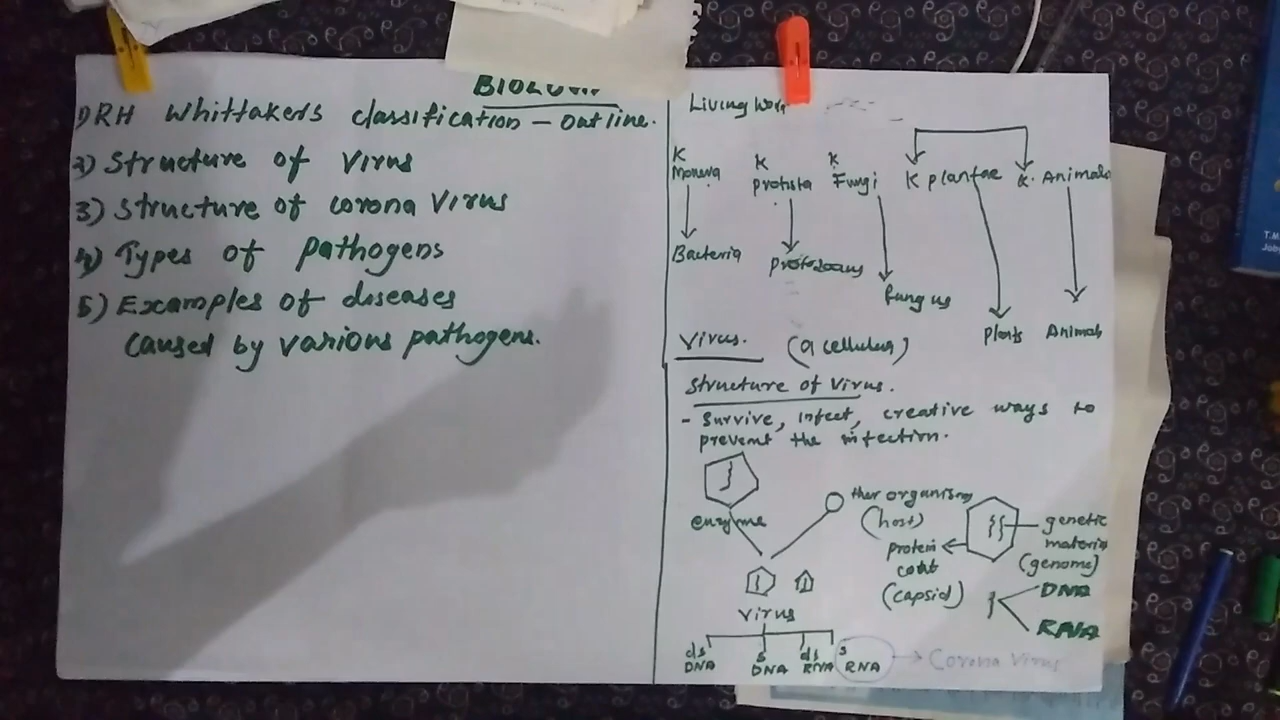 BIOLOGY
1) RH Whittakers classification - outline.
2) Structure of Virus
3) Structure of corona Virus
4) Types of pathogens
5) Examples of diseases
caused by various pathogens.
Living
K
Monera
K
Protista
K
Fungi
K plantae
K. Animals
Bacteria
Protozoans
fungus
Plants
Animals
Virus.
(acellular)
Structure of Virus.
- Survive, infect, creative ways to
prevent the infection.
enzyme
ther organisms
(host)
protein
coat
(capsid)
genetic
material
(genome)
DNA
RNA
Virus
ds
DNA
s
DNA
ds
RNA
s
RNA
Corona Virus
T.M